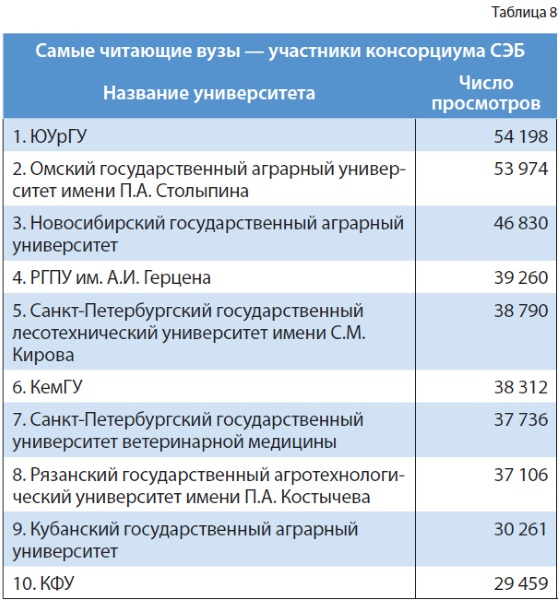 Таблица 8
Самые читающие вузы — участники консорциума СЭБ
Название университета
Число
просмотров
1. ЮУрГУ
54 198
2. Омский государственный аграрный универ-
ситет имени П.А. Столыпина
53 974
3. Новосибирский государственный аграрный
университет
46 830
4. РГПУ им. А.И. Герцена
39 260
5. Санкт-Петербургский государственный
лесотехнический университет имени С.М.
Кирова
38 790
6. КемГУ
38 312
7. Санкт-Петербургский государственный
университет ветеринарной медицины
37 736
8. Рязанский государственный агротехнологи-
ческий университет имени П.А. Костычева
37 106
9. Кубанский государственный аграрный
университет
30 261
10. КФУ
29 459